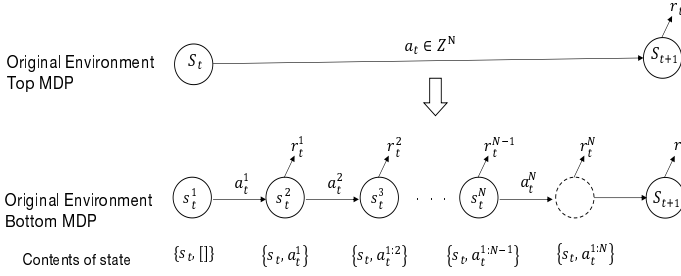 r_t
a_t ∈ Z^N
Original Environment
Top MDP
S_t
S_{t+1}
r_t^1
r_t^2
r_t^{N-1}
r_t^N
r
a_t^1
a_t^2
a_t^N
Original Environment
Bottom MDP
s_t^1
s_t^2
s_t^3
. . .
s_t^N
S_{t+1}
Contents of state
{s_t, []}
{s_t, a_t^1}
{s_t, a_t^{1:2}}
{s_t, a_t^{1:N-1}}
{s_t, a_t^{1:N}}